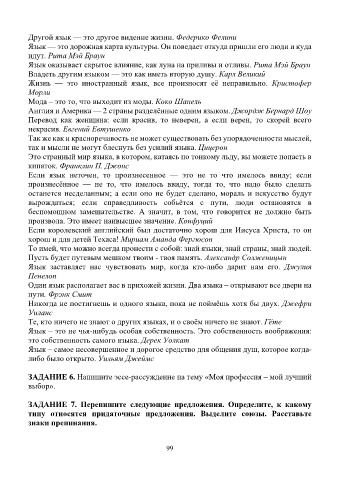 Другой язык — это другое видение жизни. Федерико Феллини
Язык — это дорожная карта культуры. Он поведает откуда пришли его люди и куда
идут. Рита Мэй Браун
Язык оказывает скрытое влияние, как луна на приливы и отливы. Рита Мэй Браун
Владеть другим языком — это как иметь вторую душу. Карл Великий
Жизнь — это иностранный язык, все произносят её неправильно. Кристофер
Морли
Мода – это то, что выходит из моды. Коко Шанель
Англия и Америка — 2 страны разделённые одним языком. Джордж Бернард Шоу
Перевод как женщина: если красив, то неверен, а если верен, то скорей всего
некрасив. Евгений Евтушенко
Так же как и красноречивость не может существовать без упорядоченности мыслей,
так и мысли не могут блеснуть без усилий языка. Цицерон
Это странный мир языка, в котором, катаясь по тонкому льду, вы можете попасть в
кипяток. Франклин П. Джонс
Если язык неточен, то произнесенное — это не то что имелось ввиду; если
произнесённое — не то, что имелось ввиду, тогда то, что надо было сделать
останется несделанным; а если оно не будет сделано, мораль и искусство будут
вырождаться; если справедливость собьётся с пути, люди остановятся в
беспомощном замешательстве. А значит, в том, что говорится не должно быть
произвола. Это имеет наивысшее значение. Конфуций
Если королевский английский был достаточно хорош для Иисуса Христа, то он
хорош и для детей Техаса! Мириам Аманда Фергюсон
То имей, что можно всегда пронести с собой: знай языки, знай страны, знай людей.
Пусть будет путевым мешком твоим - твоя память. Александр Солженицын
Язык заставляет нас чувствовать мир, когда кто-либо дарит нам его. Джулия
Пенелоп
Один язык располагает вас в прихожей жизни. Два языка – открывают все двери на
пути. Фрэнк Смит
Никогда не постигнешь и одного языка, пока не поймёшь хотя бы двух. Джефри
Уиланс
Те, кто ничего не знают о других языках, и о своём ничего не знают. Гёте
Язык – это не чья-нибудь особая собственность. Это собственность воображения:
это собственность самого языка. Дерек Уолкат
Язык – самое несовершенное и дорогое средство для общения душ, которое когда-
либо было открыто. Уильям Джеймс
ЗАДАНИЕ 6. Напишите эссе-рассуждение на тему «Моя профессия – мой лучший
выбор».
ЗАДАНИЕ 7. Перепишите следующие предложения. Определите, к какому
типу относятся придаточные предложения. Выделите союзы. Расставьте
знаки препинания.
99